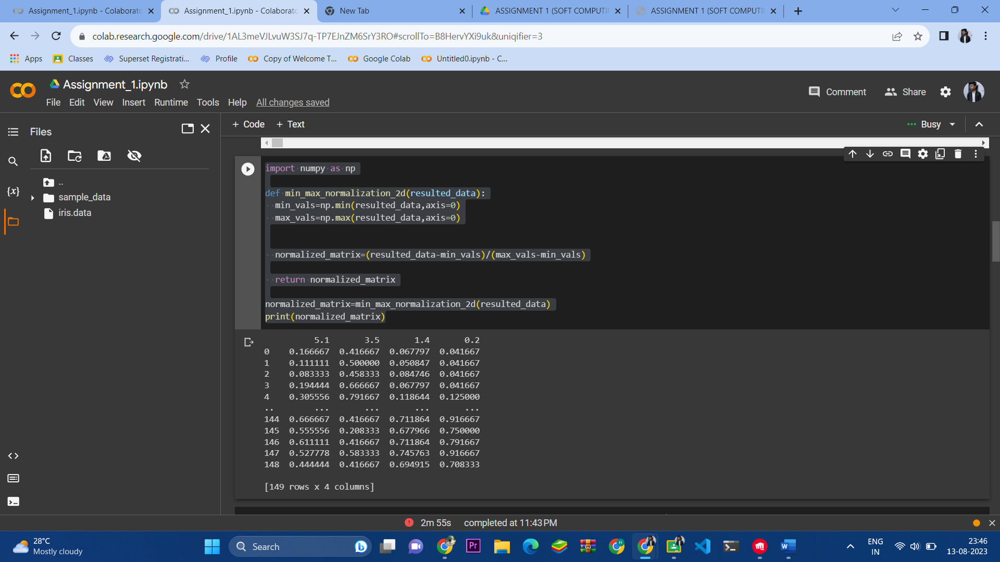 Assignment_1.ipynb - Colaborato
Assignment_1.ipynb - Colaborato
New Tab
ASSIGNMENT 1 (SOFT COMPUTI
ASSIGNMENT 1 (SOFT COMPUTI
colab.research.google.com/drive/1AL3meVJLvuW3SJ7q-TP7EJnZM6SrY3RO#scrollTo=B8HervYXi9uk&uniqifier=3
Apps
Classes
Superset Registrati...
Profile
Copy of Welcome T...
Google Colab
Untitled0.ipynb - C...
Assignment_1.ipynb
File Edit View Insert Runtime Tools Help All changes saved
Comment
Share
Files
+ Code + Text
Busy
..
sample_data
iris.data
{x}
import numpy as np
def min_max_normalization_2d(resulted_data):
  min_vals=np.min(resulted_data,axis=0)
  max_vals=np.max(resulted_data,axis=0)
  normalized_matrix=(resulted_data-min_vals)/(max_vals-min_vals)
  return normalized_matrix
normalized_matrix=min_max_normalization_2d(resulted_data)
print(normalized_matrix)
          5.1       3.5       1.4       0.2
0    0.166667  0.416667  0.067797  0.041667
1    0.111111  0.500000  0.050847  0.041667
2    0.083333  0.458333  0.084746  0.041667
3    0.194444  0.666667  0.067797  0.041667
4    0.305556  0.791667  0.118644  0.125000
..        ...       ...       ...       ...
144  0.666667  0.416667  0.711864  0.916667
145  0.555556  0.208333  0.677966  0.750000
146  0.611111  0.416667  0.711864  0.791667
147  0.527778  0.583333  0.745763  0.916667
148  0.444444  0.416667  0.694915  0.708333
[149 rows x 4 columns]
2m 55s completed at 11:43 PM
28°C
Mostly cloudy
Search
Pr
H
W
ENG
IN
23:46
13-08-2023